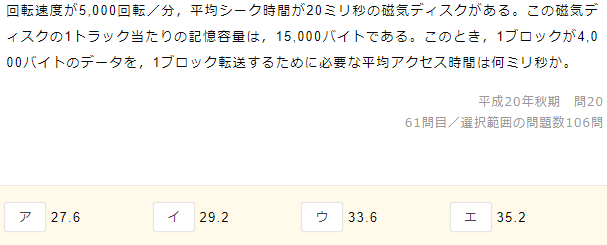 回転速度が5,000回転／分，平均シーク時間が20ミリ秒の磁気ディスクがある。この磁気デ
ィスクの1トラック当たりの記憶容量は，15,000バイトである。このとき，1ブロックが4,0
00バイトのデータを，1ブロック転送するために必要な平均アクセス時間は何ミリ秒か。
平成20年秋期　問20
61問目／選択範囲の問題数106問
ア 27.6 イ 29.2 ウ 33.6 エ 35.2